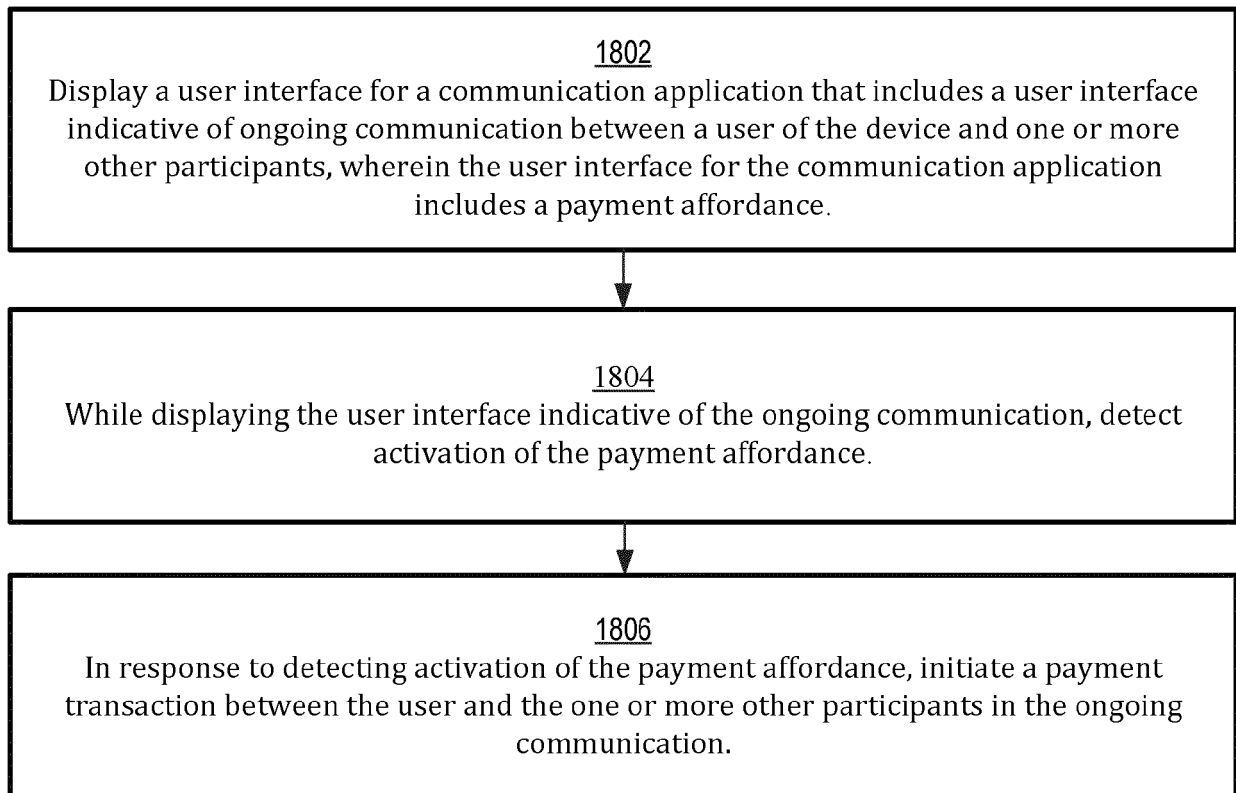 1802
Display a user interface for a communication application that includes a user interface
indicative of ongoing communication between a user of the device and one or more
other participants, wherein the user interface for the communication application
includes a payment affordance.
1804
While displaying the user interface indicative of the ongoing communication, detect
activation of the payment affordance.
1806
In response to detecting activation of the payment affordance, initiate a payment
transaction between the user and the one or more other participants in the ongoing
communication.